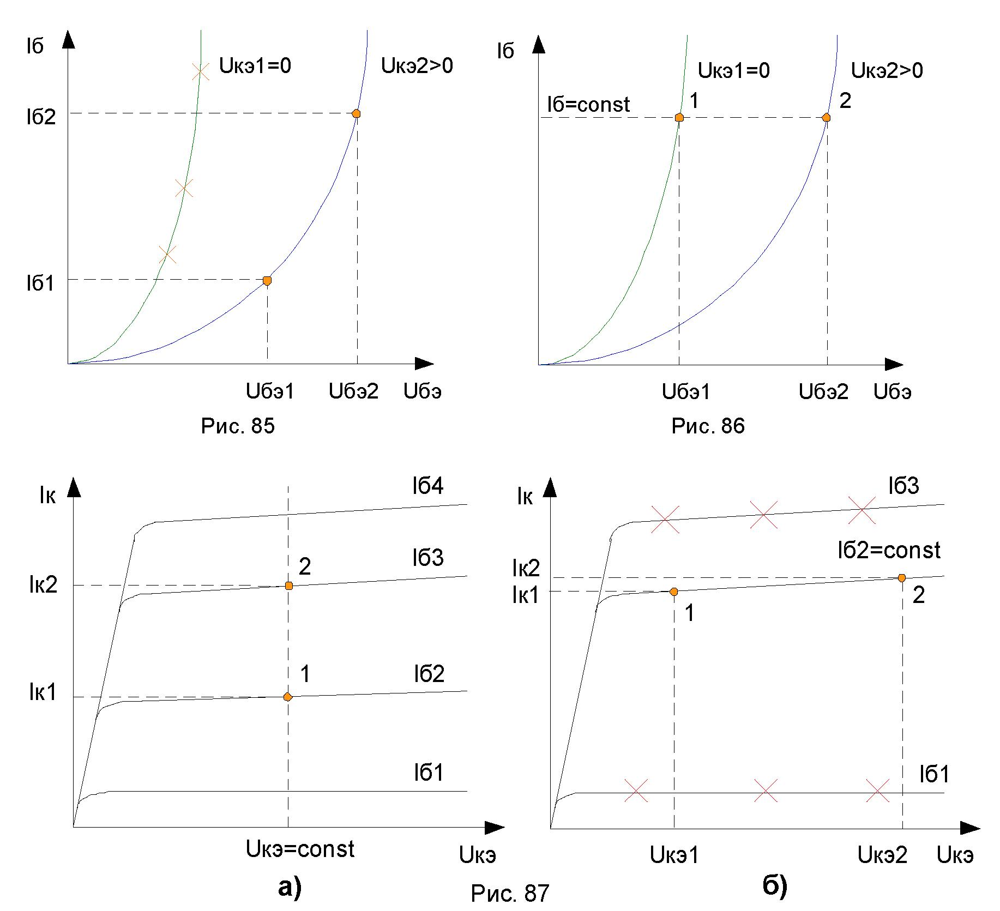 Iб
Uкэ1=0
Uкэ2>0
Iб2
Iб1
Uбэ1
Uбэ2
Uбэ
Рис. 85
Iб
Uкэ1=0
Uкэ2>0
Iб=const
1
2
Uбэ1
Uбэ2
Uбэ
Рис. 86
Iк
Iб4
2
Iб3
Iк2
1
Iб2
Iк1
Iб1
Uкэ=const
Uкэ
а)
Iк
Iб3
Iб2=const
Iк2
Iк1
1
2
Iб1
Uкэ1
Uкэ2
Uкэ
б)
Рис. 87